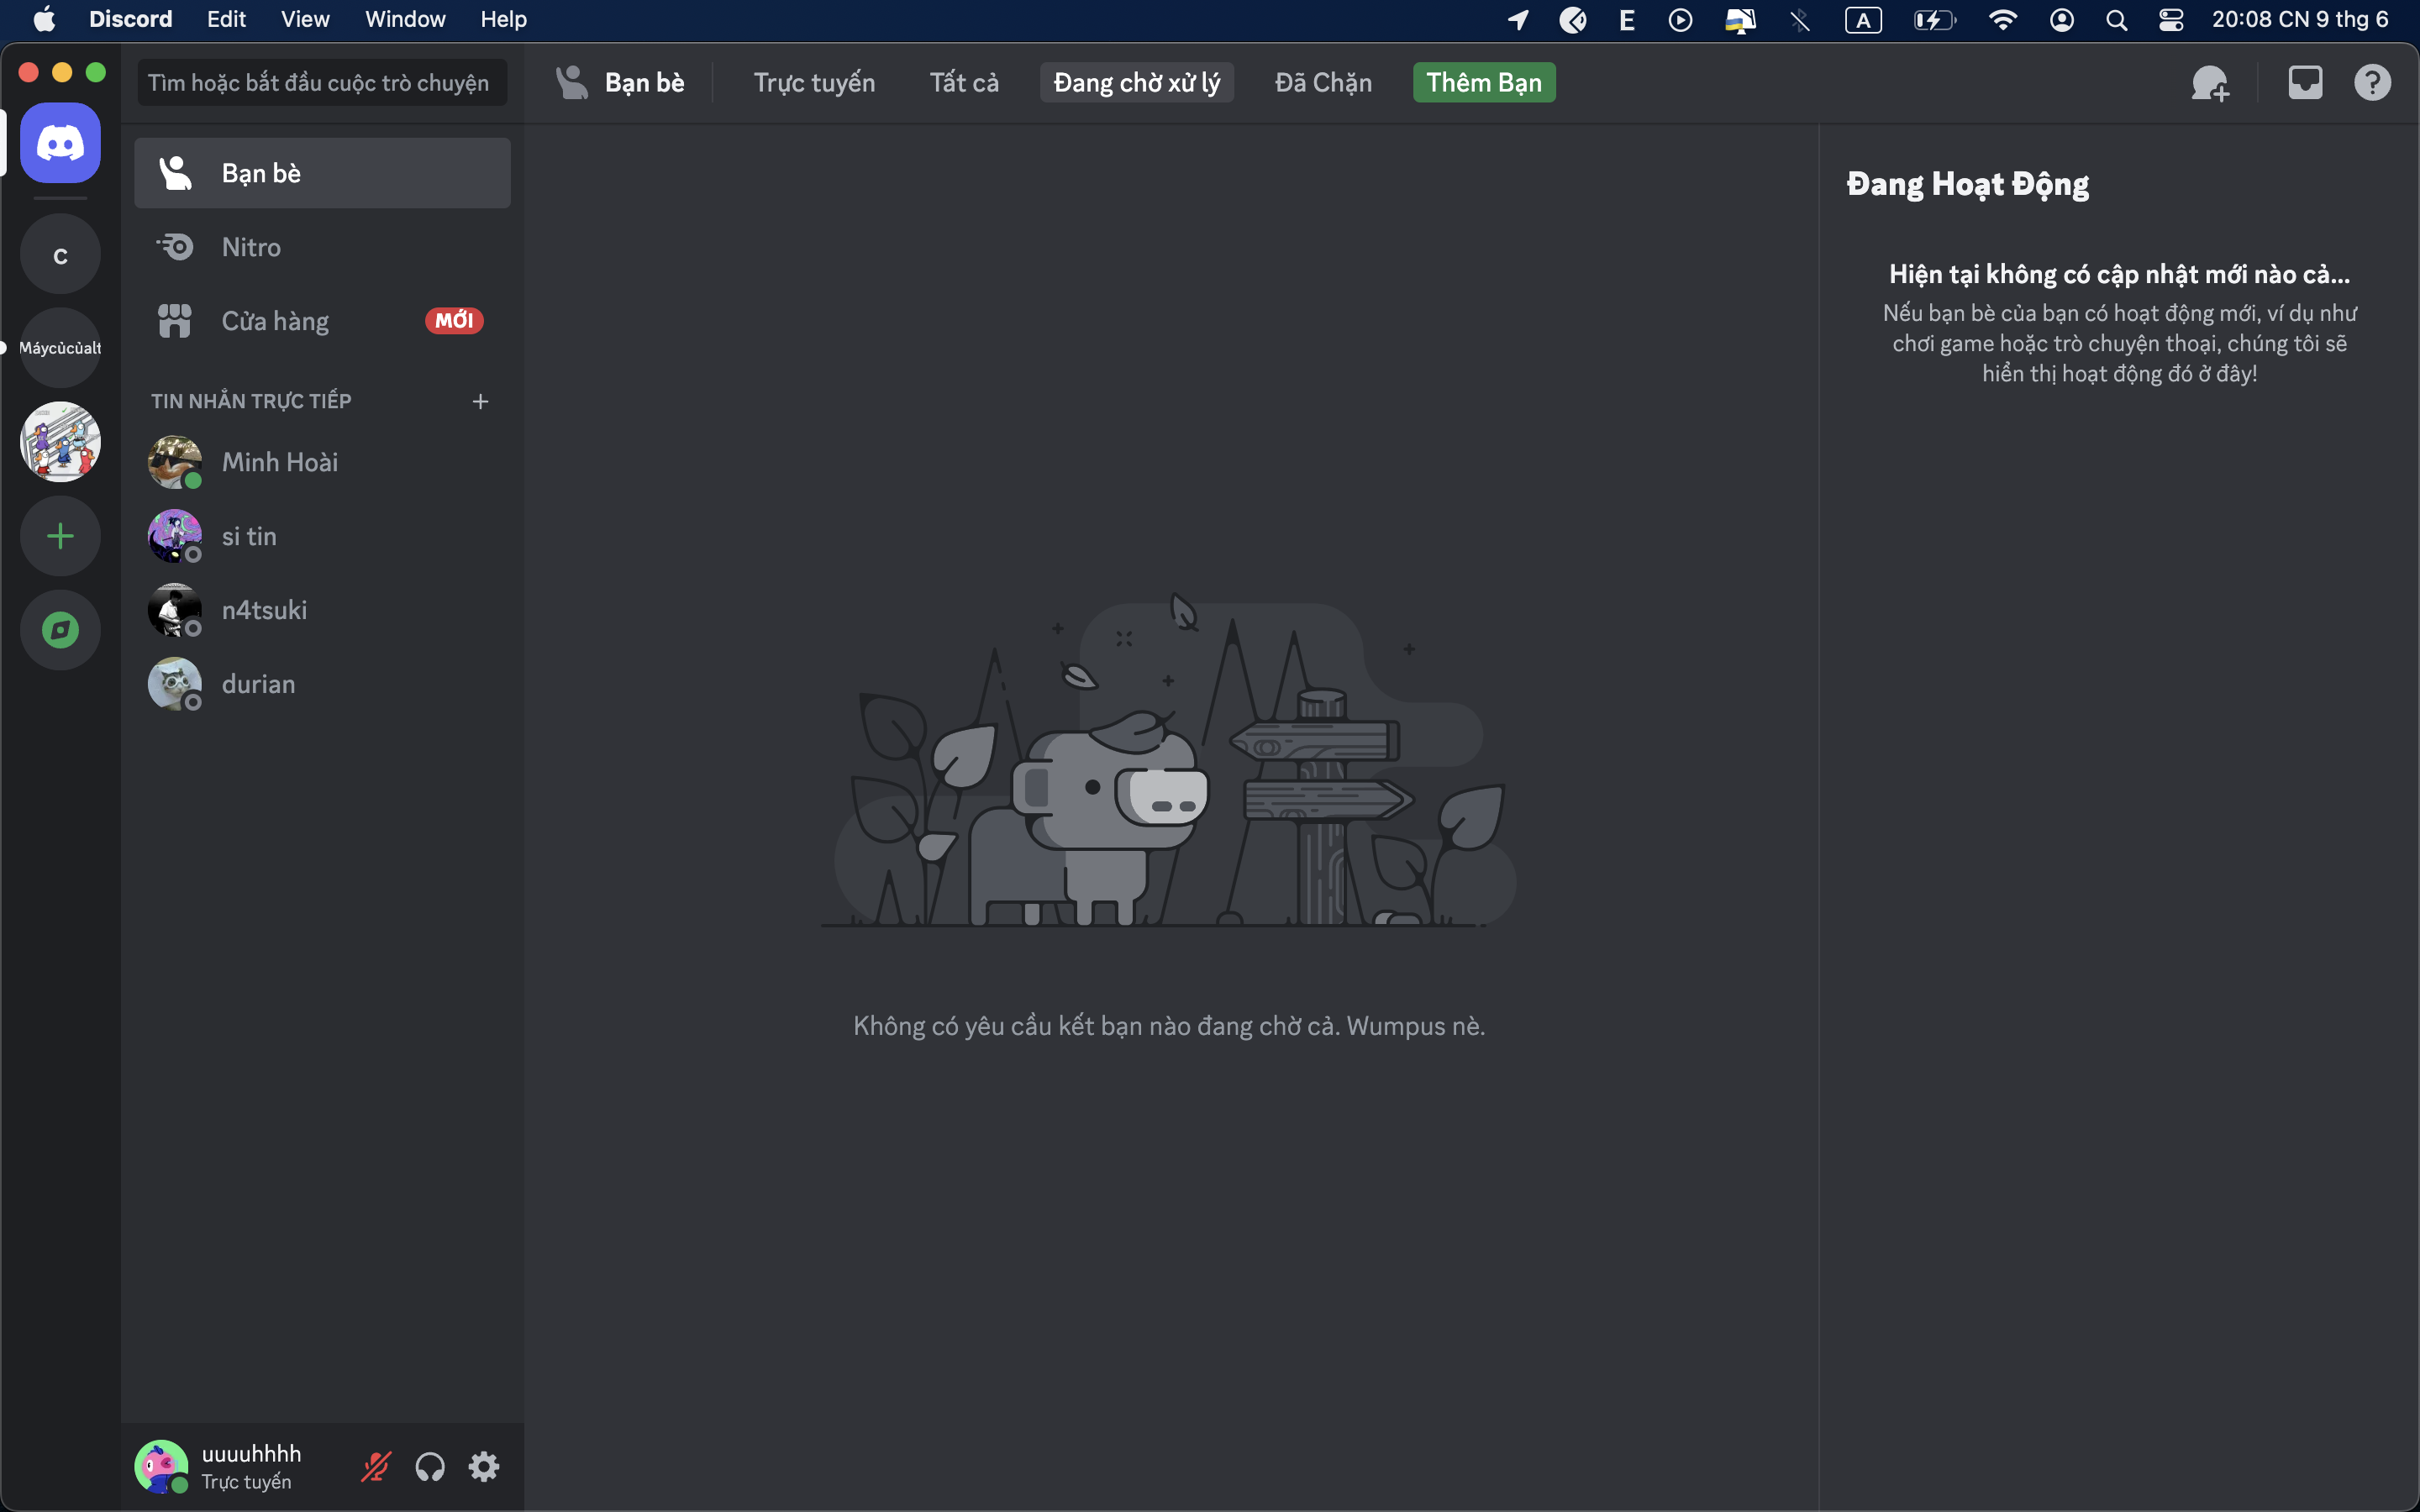 Discord Edit View Window Help
E
A
20:08 CN 9 thg 6
Tìm hoặc bắt đầu cuộc trò chuyện
Bạn bè
Trực tuyến
Tất cả
Đang chờ xử lý
Đã Chặn
Thêm Bạn
c
Máycủcủalt
Bạn bè
Nitro
Cửa hàng
MỚI
TIN NHẮN TRỰC TIẾP
Minh Hoài
si tin
n4tsuki
durian
uuuuhhhh
Trực tuyến
Không có yêu cầu kết bạn nào đang chờ cả. Wumpus nè.
Đang Hoạt Động
Hiện tại không có cập nhật mới nào cả...
Nếu bạn bè của bạn có hoạt động mới, ví dụ như
chơi game hoặc trò chuyện thoại, chúng tôi sẽ
hiển thị hoạt động đó ở đây!